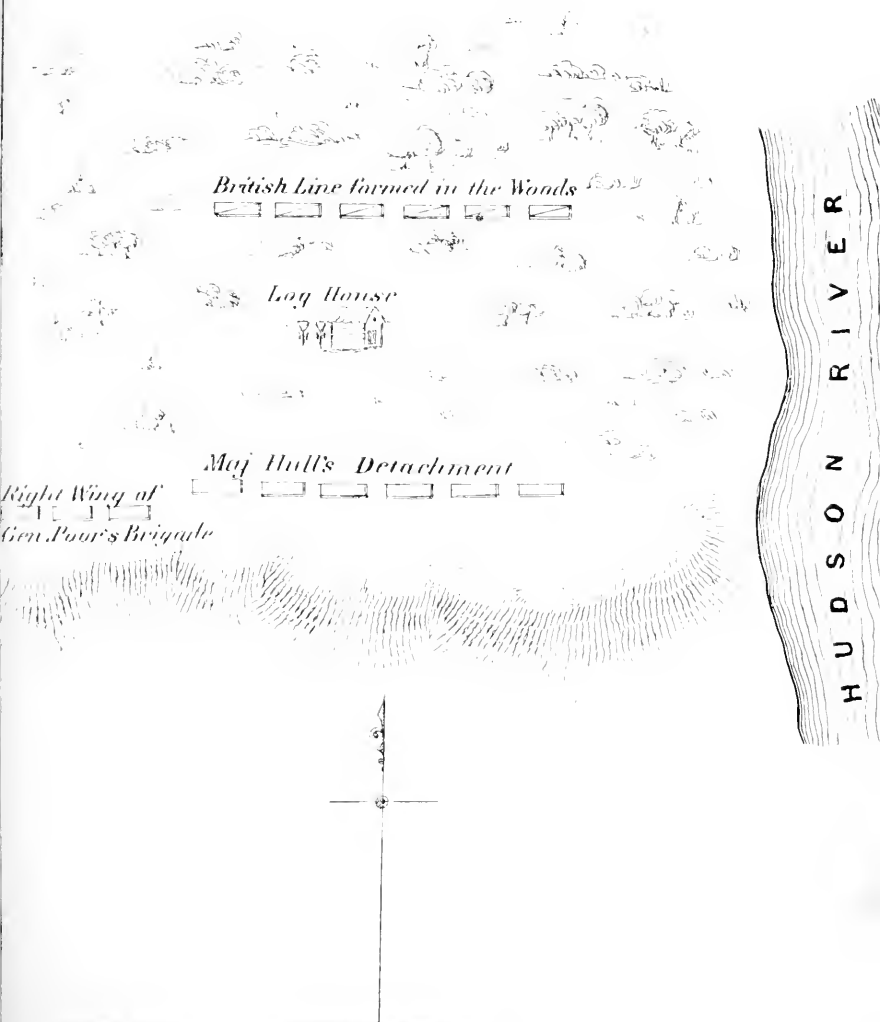 British Line formed in the Woods
Log House
Maj Hull's Detachment
Right Wing of
Gen. Poor's Brigade
HUDSON RIVER